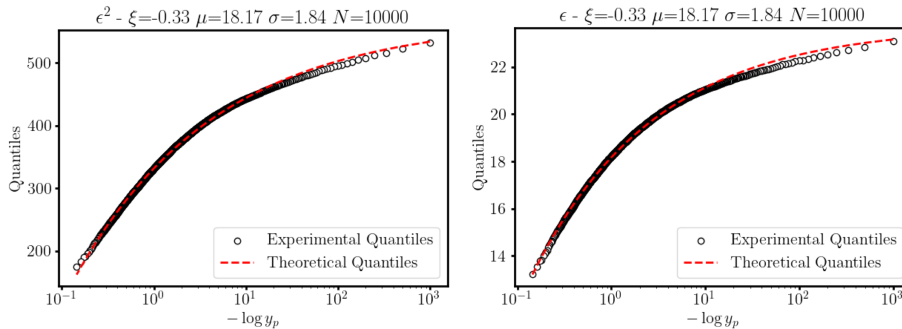 ϵ² - ξ=-0.33 μ=18.17 σ=1.84 N=10000
500
400
300
200
Quantiles
Experimental Quantiles
Theoretical Quantiles
10⁻¹ 10⁰ 10¹ 10² 10³
− log yₚ
ϵ - ξ=-0.33 μ=18.17 σ=1.84 N=10000
22
20
18
16
14
Quantiles
Experimental Quantiles
Theoretical Quantiles
10⁻¹ 10⁰ 10¹ 10² 10³
− log yₚ